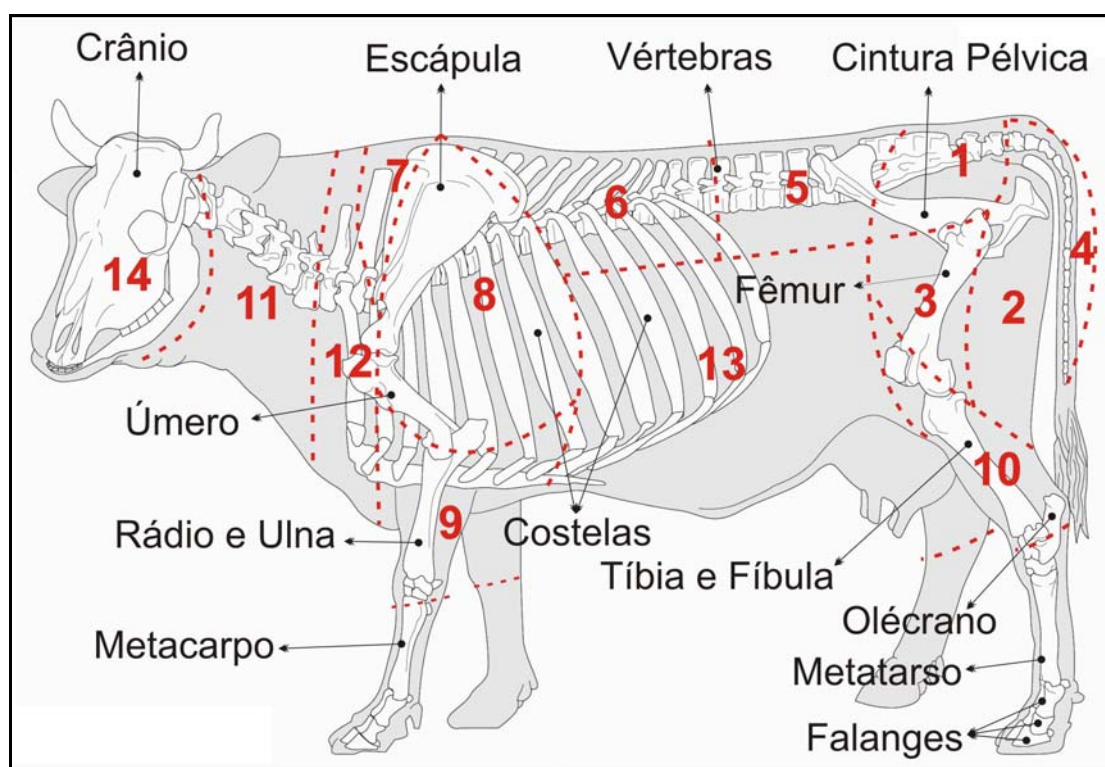 Crânio
Escápula
Vértebras
Cintura Pélvica
7
1
6
5
4
14
11
8
Fêmur
3
2
12
13
Úmero
10
Rádio e Ulna
9
Costelas
Tíbia e Fíbula
Olécrano
Metacarpo
Metatarso
Falanges